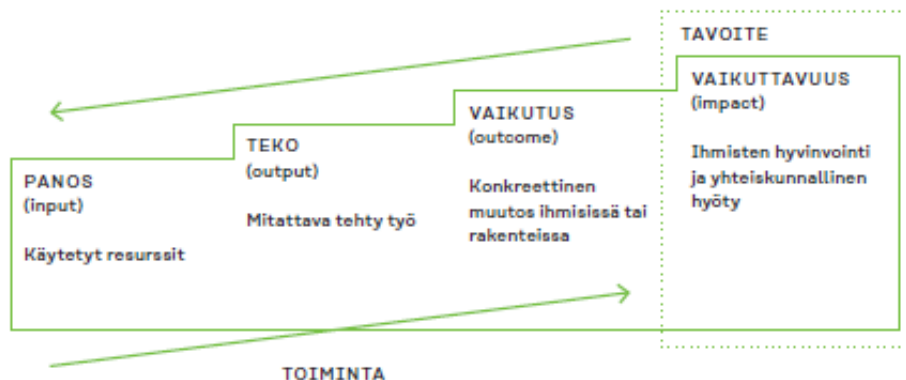 TAVOITE
VAIKUTTAVUUS
(impact)
Ihmisten hyvinvointi
ja yhteiskunnallinen
hyöty
VAIKUTUS
(outcome)
Konkreettinen
muutos ihmisissä tai
rakenteissa
TEKO
(output)
Mitattava tehty työ
PANOS
(input)
Käytetyt resurssit
TOIMINTA